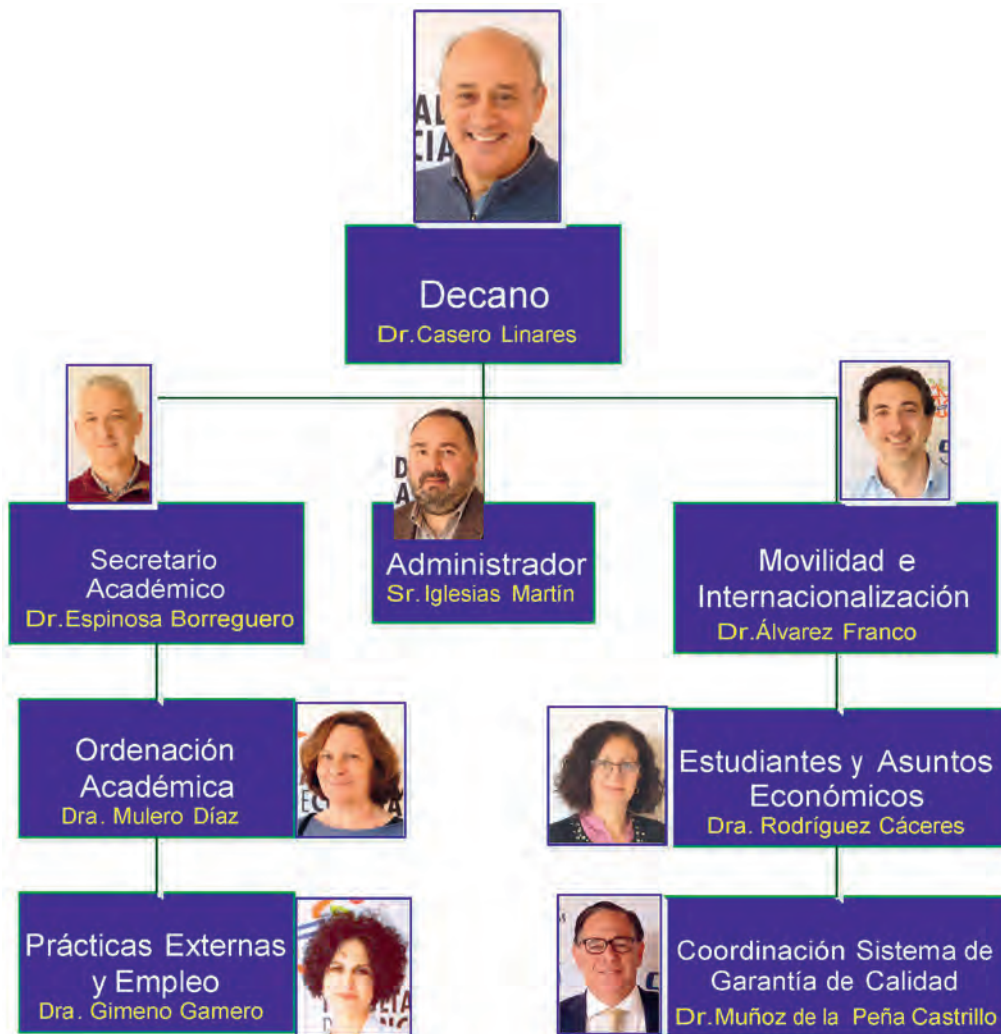 Decano
Dr.Casero Linares
Secretario
Académico
Dr.Espinosa Borreguero
Administrador
Sr.Iglesias Martín
Movilidad e
Internacionalización
Dr.Álvarez Franco
Ordenación
Académica
Dra. Mulero Díaz
Estudiantes y Asuntos
Económicos
Dra. Rodríguez Cáceres
Prácticas Externas
y Empleo
Dra. Gimeno Gamero
Coordinación Sistema de
Garantía de Calidad
Dr.Muñoz de la Peña Castrillo